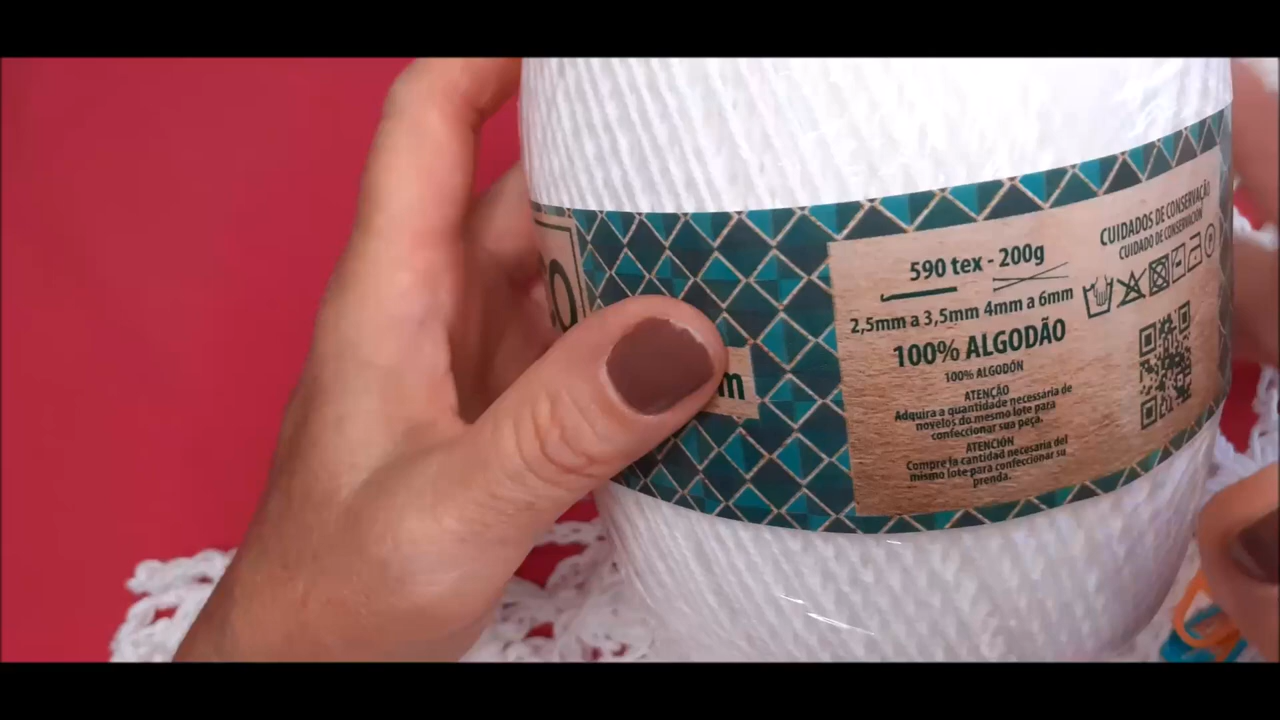 CO
m
590 tex - 200g
2,5mm a 3,5mm 4mm a 6mm
100% ALGODÃO
100% ALGODÓN
ATENÇÃO
Adquira a quantidade necessária de
novelos do mesmo lote para
confeccionar sua peça.
ATENCIÓN
Compre la cantidad necesaria del
mismo lote para confeccionar su
prenda.
CUIDADOS DE CONSERVAÇÃO
CUIDADO DE CONSERVACIÓN